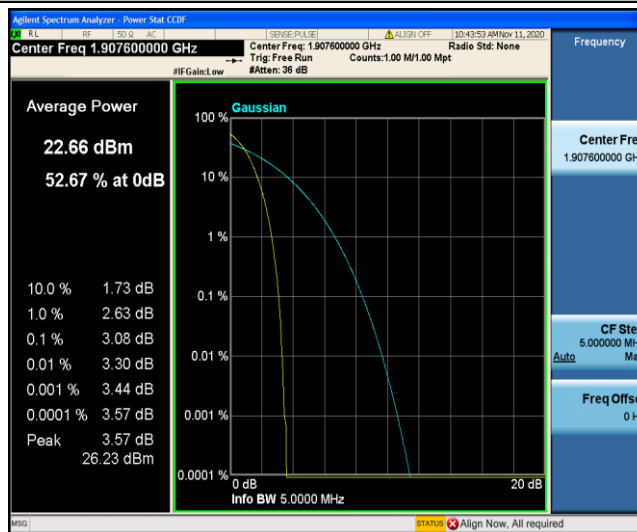 Agilent Spectrum Analyzer - Power Stat CCDF
RL RF 50 Ω AC SENSE:PULSE ALIGN OFF 10:43:53 AM Nov 11, 2020
Center Freq 1.907600000 GHz
Center Freq: 1.907600000 GHz Radio Std: None
Trig: Free Run Counts:1.00 M/1.00 Mpt
#IFGain:Low #Atten: 36 dB
Frequency
Average Power
22.66 dBm
52.67 % at 0dB
10.0 % 1.73 dB
1.0 % 2.63 dB
0.1 % 3.08 dB
0.01 % 3.30 dB
0.001 % 3.44 dB
0.0001 % 3.57 dB
Peak 3.57 dB
26.23 dBm
Gaussian
100 %
10 %
1 %
0.1 %
0.01 %
0.001 %
0.0001 %
0 dB 20 dB
Info BW 5.0000 MHz
Center Fre
1.907600000 GH
CF Ste
5.000000 MH
Auto Ma
Freq Offs
0 H
MSG STATUS Align Now, All required